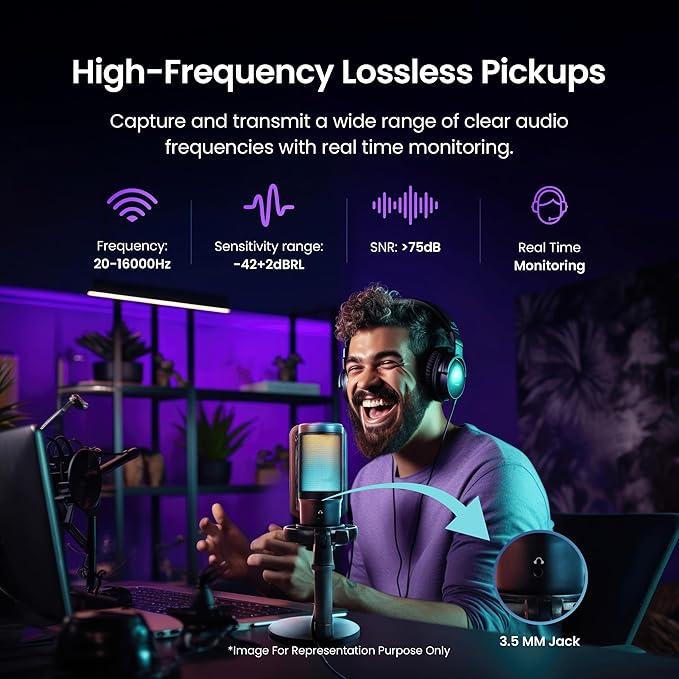 High-Frequency Lossless Pickups
Capture and transmit a wide range of clear audio
frequencies with real time monitoring.
Frequency:
20-16000Hz
Sensitivity range:
-42+2dBRL
SNR: >75dB
Real Time
Monitoring
3.5 MM Jack
*Image For Representation Purpose Only